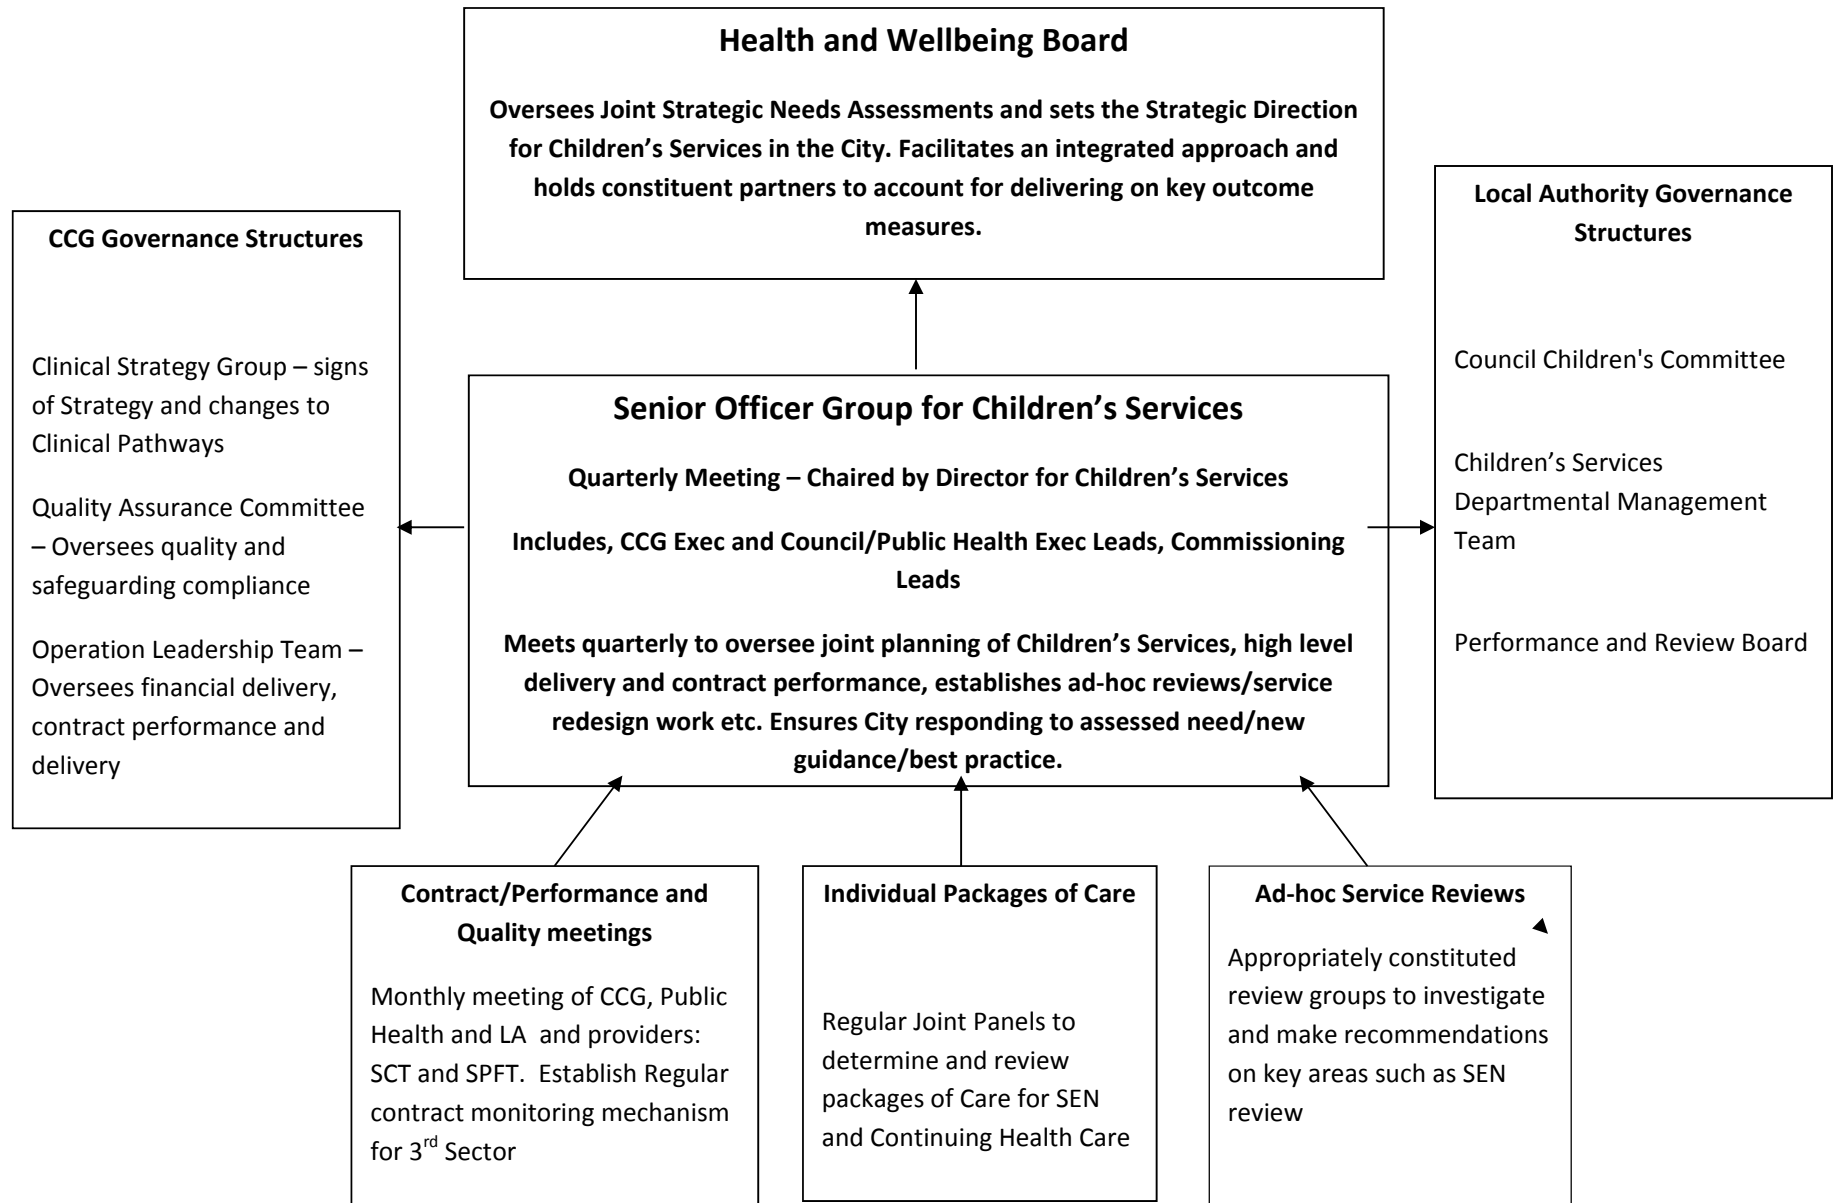 Health and Wellbeing Board
Oversees Joint Strategic Needs Assessments and sets the Strategic Direction
for Children’s Services in the City. Facilitates an integrated approach and
holds constituent partners to account for delivering on key outcome
measures.
CCG Governance Structures
Clinical Strategy Group – signs
of Strategy and changes to
Clinical Pathways
Quality Assurance Committee
– Oversees quality and
safeguarding compliance
Operation Leadership Team –
Oversees financial delivery,
contract performance and
delivery
Senior Officer Group for Children’s Services
Quarterly Meeting – Chaired by Director for Children’s Services
Includes, CCG Exec and Council/Public Health Exec Leads, Commissioning
Leads
Meets quarterly to oversee joint planning of Children’s Services, high level
delivery and contract performance, establishes ad-hoc reviews/service
redesign work etc. Ensures City responding to assessed need/new
guidance/best practice.
Local Authority Governance
Structures
Council Children's Committee
Children’s Services
Departmental Management
Team
Performance and Review Board
Contract/Performance and
Quality meetings
Monthly meeting of CCG, Public
Health and LA  and providers:
SCT and SPFT.  Establish Regular
contract monitoring mechanism
for 3rd Sector
Individual Packages of Care
Regular Joint Panels to
determine and review
packages of Care for SEN
and Continuing Health Care
Ad-hoc Service Reviews
Appropriately constituted
review groups to investigate
and make recommendations
on key areas such as SEN
review